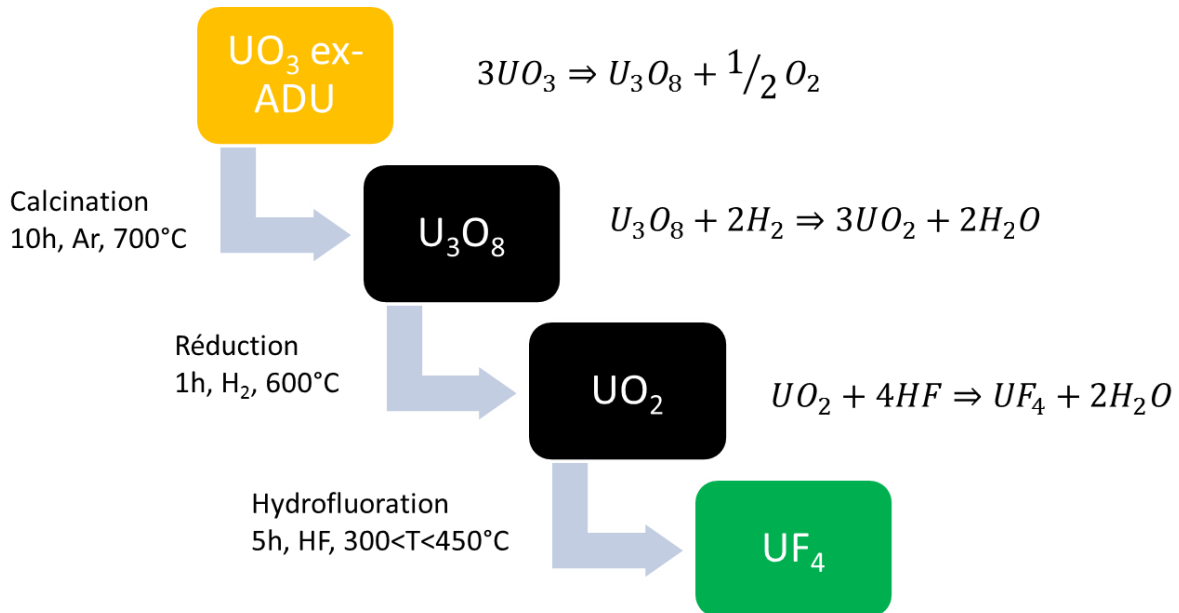 UO₃ ex-
ADU
3UO₃ ⇒ U₃O₈ + 1/2 O₂
Calcination
10h, Ar, 700°C
U₃O₈
U₃O₈ + 2H₂ ⇒ 3UO₂ + 2H₂O
Réduction
1h, H₂, 600°C
UO₂
UO₂ + 4HF ⇒ UF₄ + 2H₂O
Hydrofluoration
5h, HF, 300<T<450°C
UF₄